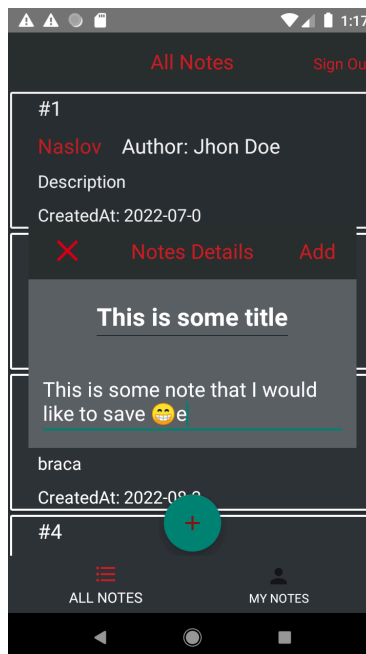 1:17
All Notes
Sign Ou
#1
Naslov Author: Jhon Doe
Description
CreatedAt: 2022-07-0
Notes Details Add
This is some title
This is some note that I would
like to save 😁e
braca
CreatedAt: 2022-08-2
#4
+
ALL NOTES
MY NOTES